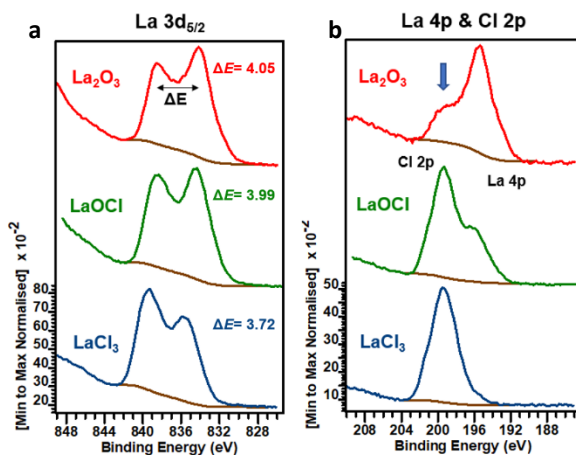 La 3d5/2
a
La2O3
ΔE= 4.05
ΔE
LaOCl
ΔE= 3.99
LaCl3
ΔE= 3.72
[Min to Max Normalised] x 10-2
80
70
60
50
40
30
20
848 844 840 836 832 828
Binding Energy (eV)
La 4p & Cl 2p
b
La2O3
Cl 2p
La 4p
LaOCl
LaCl3
[Min to Max Normalised] x 10-2
50
40
30
20
10
208 204 200 196 192 188
Binding Energy (eV)